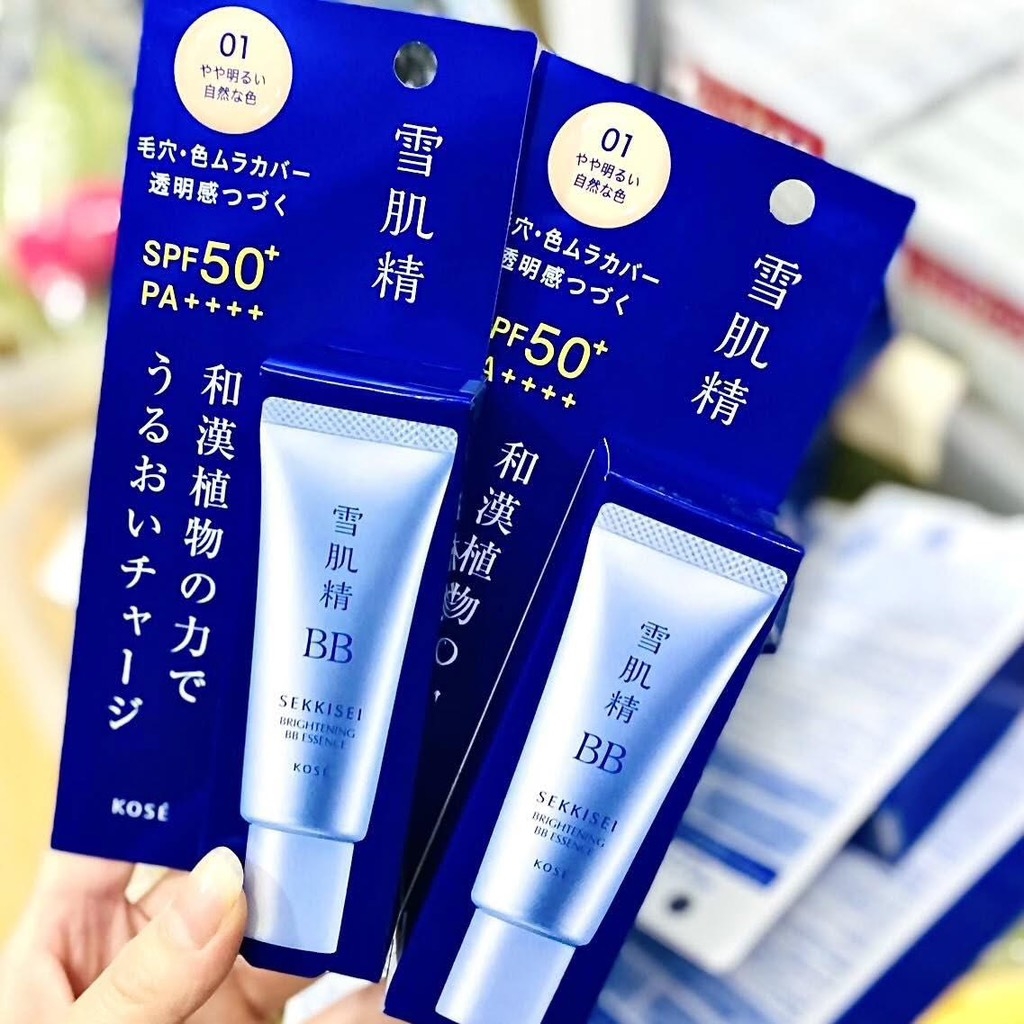 01
やや明るい
自然な色
毛穴・色ムラカバー
透明感つづく
SPF50+
PA++++
雪肌精
和漢植物の力で
うるおいチャージ
雪肌精
BB
SEKKISEI
BRIGHTENING
BB ESSENCE
KOSÉ
KOSÉ
01
やや明るい
自然な色
穴・色ムラカバー
透明感つづく
PF50+
A++++
雪肌精
和漢植物の
雪肌精
BB
SEKKISEI
BRIGHTENING
BB ESSENCE
KOSÉ